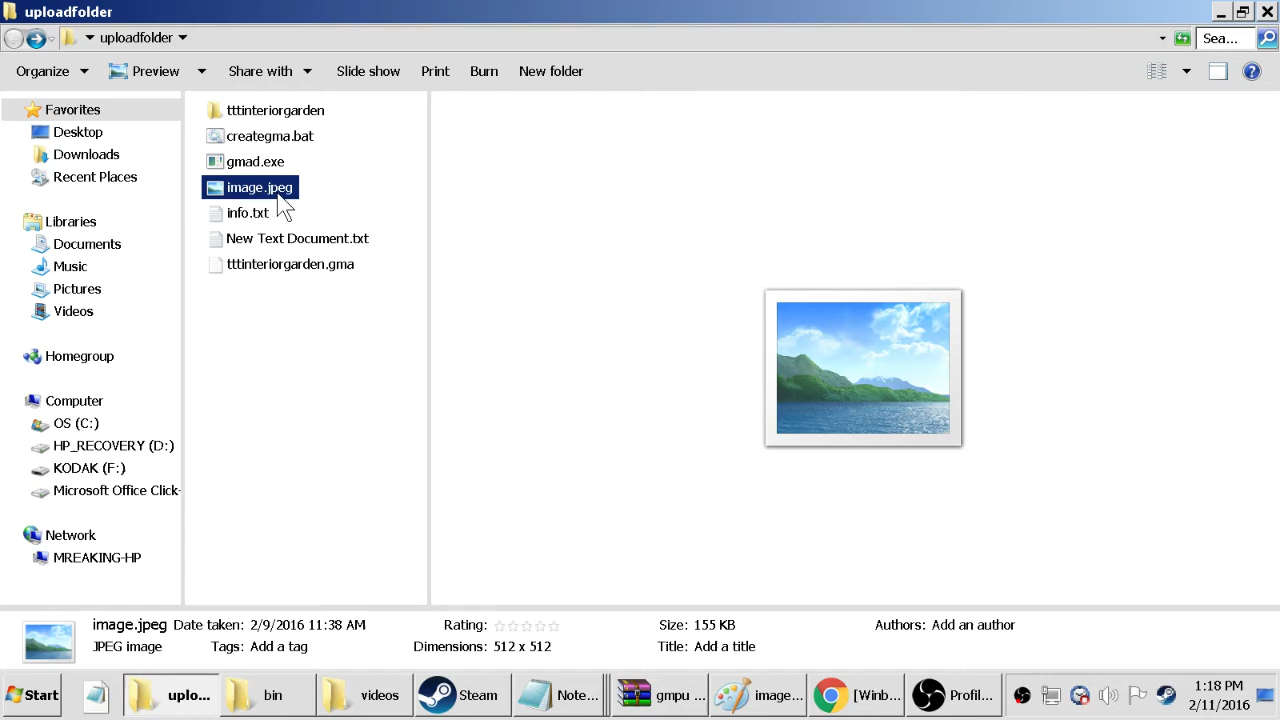 uploadfolder
uploadfolder
Sea...
Organize Preview Share with Slide show Print Burn New folder
Favorites
Desktop
Downloads
Recent Places
Libraries
Documents
Music
Pictures
Videos
Homegroup
Computer
OS (C:)
HP_RECOVERY (D:)
KODAK (F:)
Microsoft Office Click-
Network
MREAKING-HP
tttinteriorgarden
creategma.bat
gmad.exe
image.jpeg
info.txt
New Text Document.txt
tttinteriorgarden.gma
image.jpeg Date taken: 2/9/2016 11:38 AM Rating: Size: 155 KB Authors: Add an author
JPEG image Tags: Add a tag Dimensions: 512 x 512 Title: Add a title
Start uplo... bin videos Steam Note... gmpu ... image... [Winb... Profil...
1:18 PM
2/11/2016